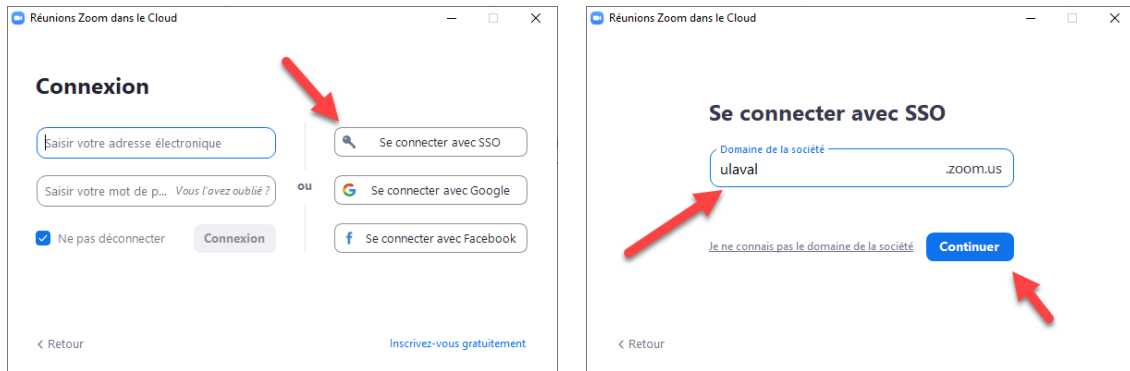 Réunions Zoom dans le Cloud
Connexion
Saisir votre adresse électronique
Saisir votre mot de p... Vous l'avez oublié ?
Ne pas déconnecter
Connexion
ou
Se connecter avec SSO
Se connecter avec Google
Se connecter avec Facebook
< Retour
Inscrivez-vous gratuitement
Réunions Zoom dans le Cloud
Se connecter avec SSO
Domaine de la société
ulaval .zoom.us
Je ne connais pas le domaine de la société
Continuer
< Retour